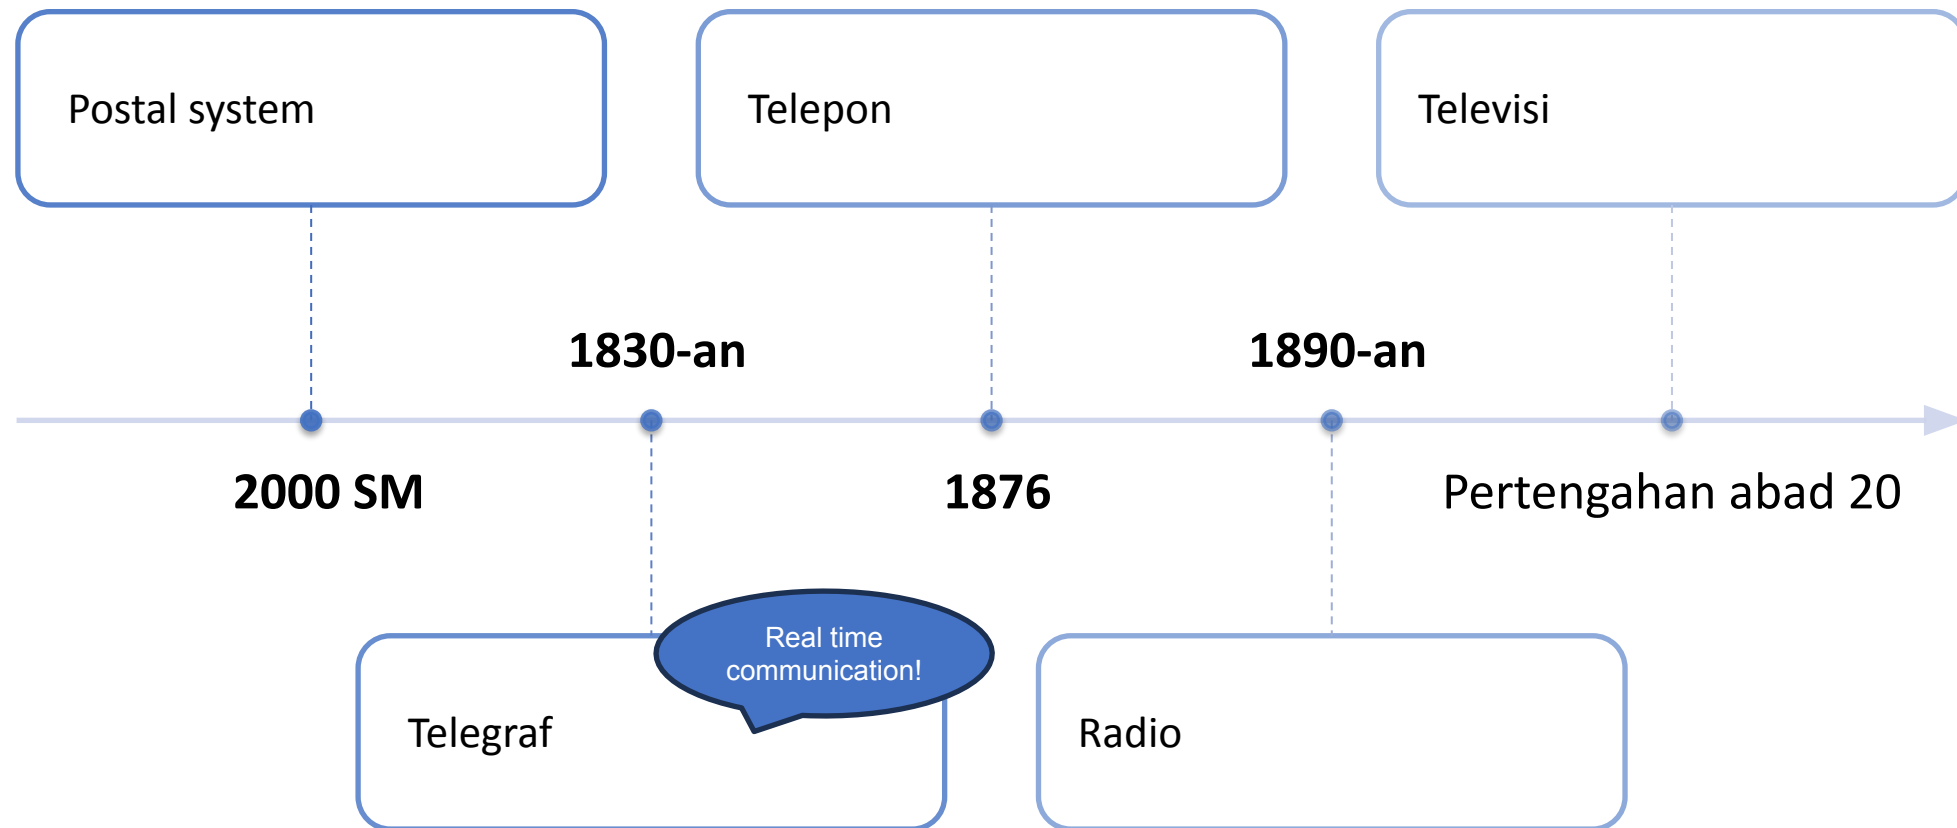 Postal system
Telepon
Televisi
1830-an
1890-an
2000 SM
1876
Pertengahan abad 20
Real time
communication!
Telegraf
Radio